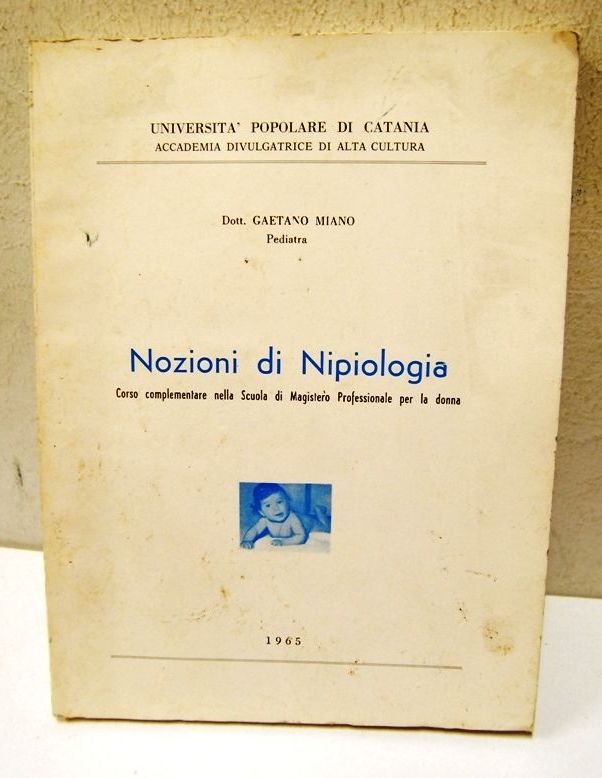 UNIVERSITA' POPOLARE DI CATANIA
ACCADEMIA DIVULGATRICE DI ALTA CULTURA
Dott. GAETANO MIANO
Pediatra
Nozioni di Nipiologia
Corso complementare nella Scuola di Magistero Professionale per la donna
1965